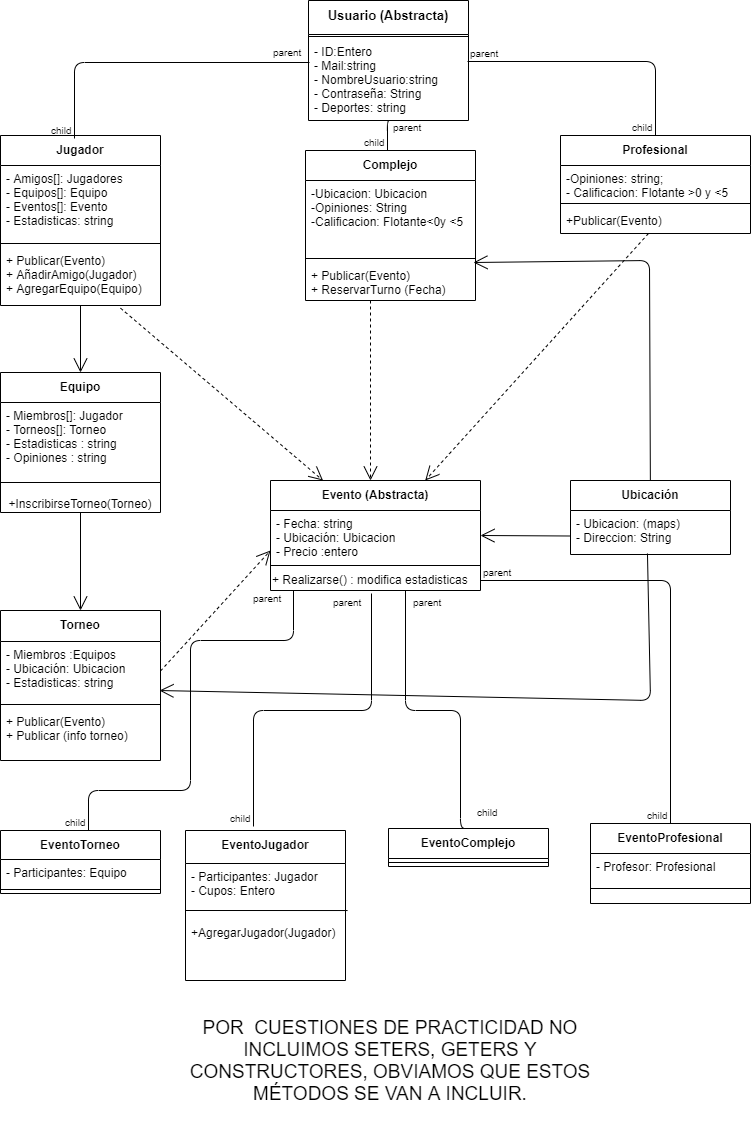 Usuario (Abstracta)
- ID:Entero
- Mail:string
- NombreUsuario:string
- Contraseña: String
- Deportes: string
parent
parent
parent
child
child
child
Jugador
- Amigos[]: Jugadores
- Equipos[]: Equipo
- Eventos[]: Evento
- Estadisticas: string
+ Publicar(Evento)
+ AñadirAmigo(Jugador)
+ AgregarEquipo(Equipo)
Complejo
-Ubicacion: Ubicacion
-Opiniones: String
-Calificacion: Flotante<0y <5
+ Publicar(Evento)
+ ReservarTurno (Fecha)
Profesional
-Opiniones: string;
- Calificacion: Flotante >0 y <5
+Publicar(Evento)
Equipo
- Miembros[]: Jugador
- Torneos[]: Torneo
- Estadisticas : string
- Opiniones : string
+InscribirseTorneo(Torneo)
Evento (Abstracta)
- Fecha: string
- Ubicación: Ubicacion
- Precio :entero
+ Realizarse() : modifica estadisticas
Ubicación
- Ubicacion: (maps)
- Direccion: String
parent
parent
parent
parent
Torneo
- Miembros :Equipos
- Ubicación: Ubicacion
- Estadisticas: string
+ Publicar(Evento)
+ Publicar (info torneo)
child
child
child
child
EventoTorneo
- Participantes: Equipo
EventoJugador
- Participantes: Jugador
- Cupos: Entero
+AgregarJugador(Jugador)
EventoComplejo
EventoProfesional
- Profesor: Profesional
POR CUESTIONES DE PRACTICIDAD NO
INCLUIMOS SETERS, GETERS Y
CONSTRUCTORES, OBVIAMOS QUE ESTOS
MÉTODOS SE VAN A INCLUIR.